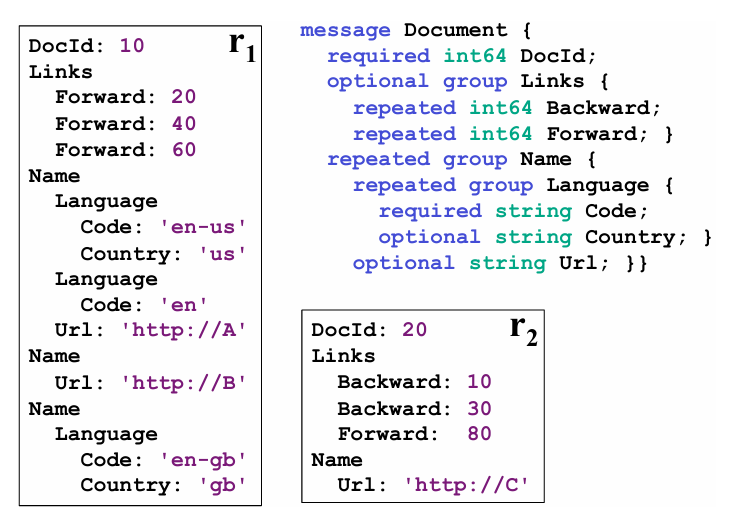 r1
DocId: 10
Links
Forward: 20
Forward: 40
Forward: 60
Name
Language
Code: 'en-us'
Country: 'us'
Language
Code: 'en'
Url: 'http://A'
Name
Url: 'http://B'
Name
Language
Code: 'en-gb'
Country: 'gb'
message Document {
required int64 DocId;
optional group Links {
repeated int64 Backward;
repeated int64 Forward; }
repeated group Name {
repeated group Language {
required string Code;
optional string Country; }
optional string Url; }}
r2
DocId: 20
Links
Backward: 10
Backward: 30
Forward: 80
Name
Url: 'http://C'